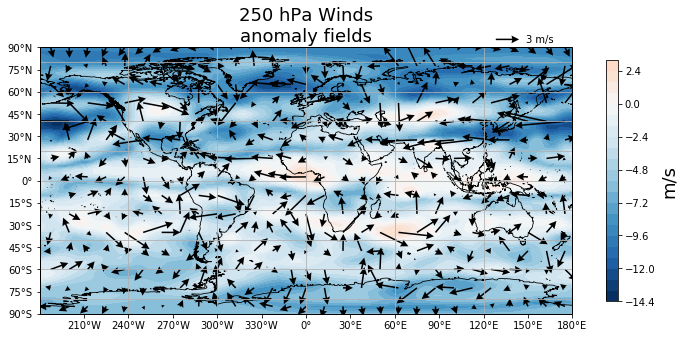 250 hPa Winds
anomaly fields
3 m/s
90°N
75°N
60°N
45°N
30°N
15°N
0°
15°S
30°S
45°S
60°S
75°S
90°S
210°W 240°W 270°W 300°W 330°W 0° 30°E 60°E 90°E 120°E 150°E 180°E
2.4
0.0
−2.4
−4.8
−7.2
−9.6
−12.0
−14.4
m/s